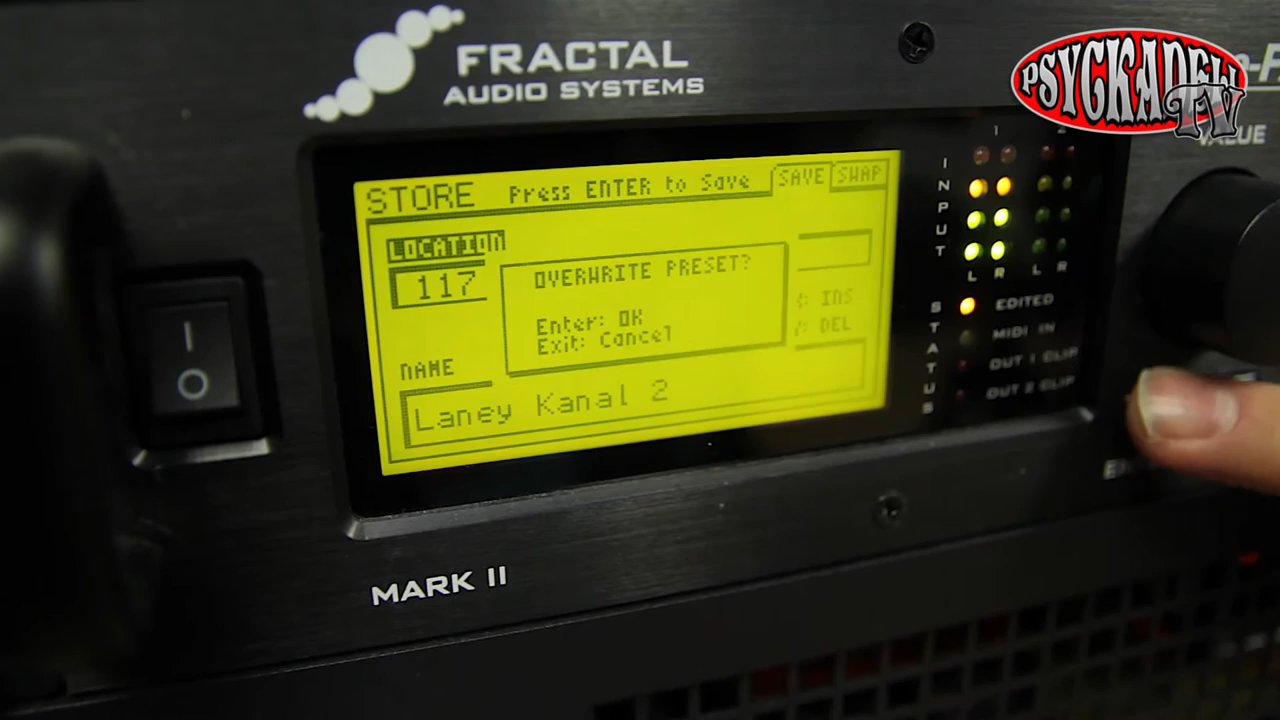 FRACTAL
AUDIO SYSTEMS
PSYCKADELI
TV
VALUE
STORE Press ENTER to Save SAVE SWAP
LOCATION
117
OVERWRITE PRESET?
Enter: OK
Exit: Cancel
: INS
: DEL
NAME
Laney Kanal 2
1 2
INPUT
L R L R
STATUS
EDITED
MIDI IN
OUT 1 CLIP
OUT 2 CLIP
MARK II